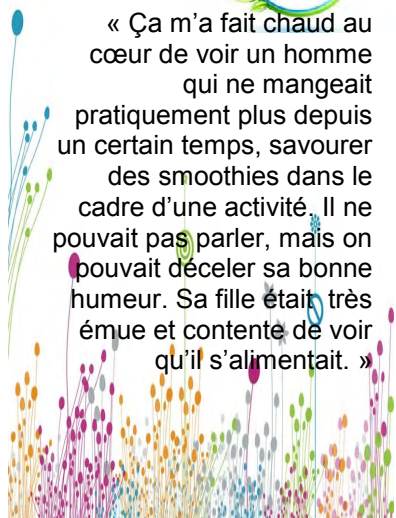 « Ça m’a fait chaud au
cœur de voir un homme
qui ne mangeait
pratiquement plus depuis
un certain temps, savourer
des smoothies dans le
cadre d’une activité. Il ne
pouvait pas parler, mais on
pouvait déceler sa bonne
humeur. Sa fille était très
émue et contente de voir
qu’il s’alimentait. »